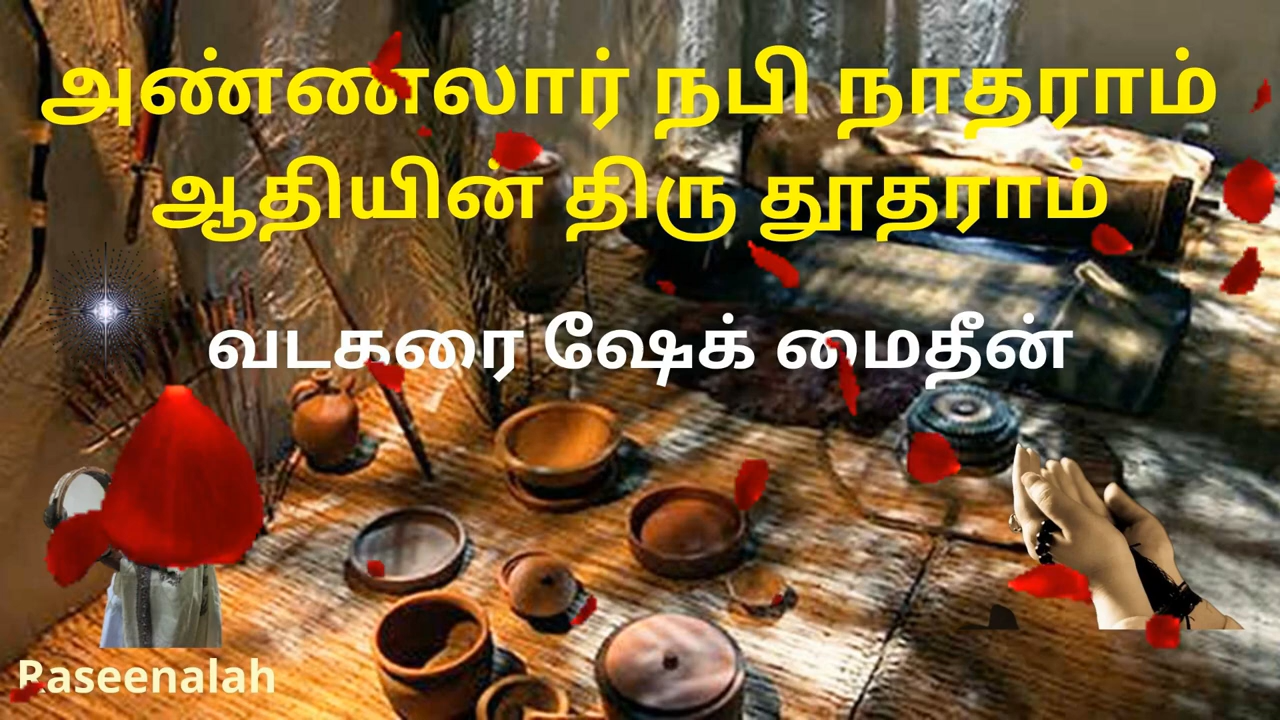 அண்ணலார் நபி நாதராம்
ஆதியின் திரு தூதராம்
வடகரை ஷேக் மைதீன்
Raseenalah